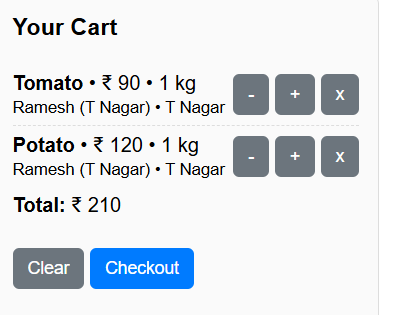 Your Cart
Tomato • ₹ 90 • 1 kg
Ramesh (T Nagar) • T Nagar
- + x
Potato • ₹ 120 • 1 kg
Ramesh (T Nagar) • T Nagar
- + x
Total: ₹ 210
Clear Checkout